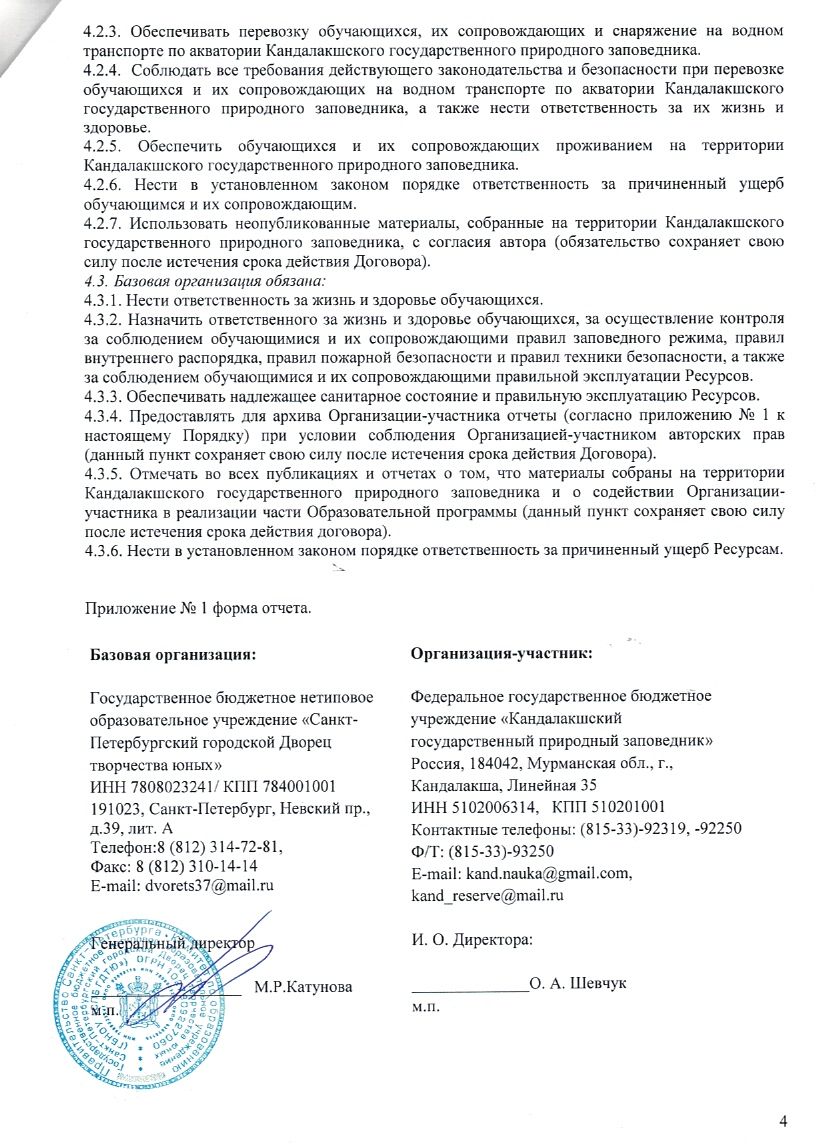 4.2.3. Обеспечивать перевозку обучающихся, их сопровождающих и снаряжение на водном
транспорте по акватории Кандалакшского государственного природного заповедника.
4.2.4. Соблюдать все требования действующего законодательства и безопасности при перевозке
обучающихся и их сопровождающих на водном транспорте по акватории Кандалакшского
государственного природного заповедника, а также нести ответственность за их жизнь и
здоровье.
4.2.5. Обеспечить обучающихся и их сопровождающих проживанием на территории
Кандалакшского государственного природного заповедника.
4.2.6. Нести в установленном законом порядке ответственность за причиненный ущерб
обучающимся и их сопровождающим.
4.2.7. Использовать неопубликованные материалы, собранные на территории Кандалакшского
государственного природного заповедника, с согласия автора (обязательство сохраняет свою
силу после истечения срока действия Договора).
4.3. Базовая организация обязана:
4.3.1. Нести ответственность за жизнь и здоровье обучающихся.
4.3.2. Назначить ответственного за жизнь и здоровье обучающихся, за осуществление контроля
за соблюдением обучающимися и их сопровождающими правил заповедного режима, правил
внутреннего распорядка, правил пожарной безопасности и правил техники безопасности, а также
за соблюдением обучающимися и их сопровождающими правильной эксплуатации Ресурсов.
4.3.3. Обеспечивать надлежащее санитарное состояние и правильную эксплуатацию Ресурсов.
4.3.4. Предоставлять для архива Организации-участника отчеты (согласно приложению № 1 к
настоящему Порядку) при условии соблюдения Организацией-участником авторских прав
(данный пункт сохраняет свою силу после истечения срока действия Договора).
4.3.5. Отмечать во всех публикациях и отчетах о том, что материалы собраны на территории
Кандалакшского государственного природного заповедника и о содействии Организации-
участника в реализации части Образовательной программы (данный пункт сохраняет свою силу
после истечения срока действия договора).
4.3.6. Нести в установленном законом порядке ответственность за причиненный ущерб Ресурсам.
Приложение № 1 форма отчета.
Базовая организация:
Государственное бюджетное нетиповое
образовательное учреждение «Санкт-
Петербургский городской Дворец
творчества юных»
ИНН 7808023241/ КПП 784001001
191023, Санкт-Петербург, Невский пр.,
д.39, лит. А
Телефон:8 (812) 314-72-81,
Факс: 8 (812) 310-14-14
E-mail: dvorets37@mail.ru
Генеральный директор
М.Р.Катунова
м.п.
Организация-участник:
Федеральное государственное бюджетное
учреждение «Кандалакшский
государственный природный заповедник»
Россия, 184042, Мурманская обл., г.,
Кандалакша, Линейная 35
ИНН 5102006314, КПП 510201001
Контактные телефоны: (815-33)-92319, -92250
Ф/Т: (815-33)-93250
E-mail: kand.nauka@gmail.com,
kand_reserve@mail.ru
И. О. Директора:
______________О. А. Шевчук
м.п.
Правительство Санкт-Петербурга • Комитет по образованию
4